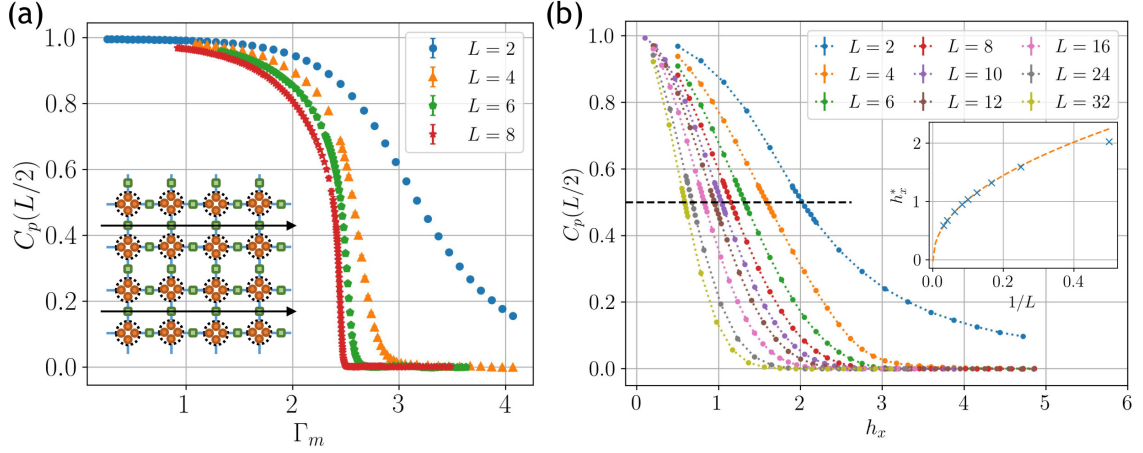 (a)
C_p(L/2)
1.0
0.8
0.6
0.4
0.2
0.0
1
2
3
4
Γ_m
L = 2
L = 4
L = 6
L = 8
(b)
C_p(L/2)
1.0
0.8
0.6
0.4
0.2
0.0
0
1
2
3
4
5
6
h_x
L = 2
L = 8
L = 16
L = 4
L = 10
L = 24
L = 6
L = 12
L = 32
h_x^*
2
1
0
0.0
0.2
0.4
1/L